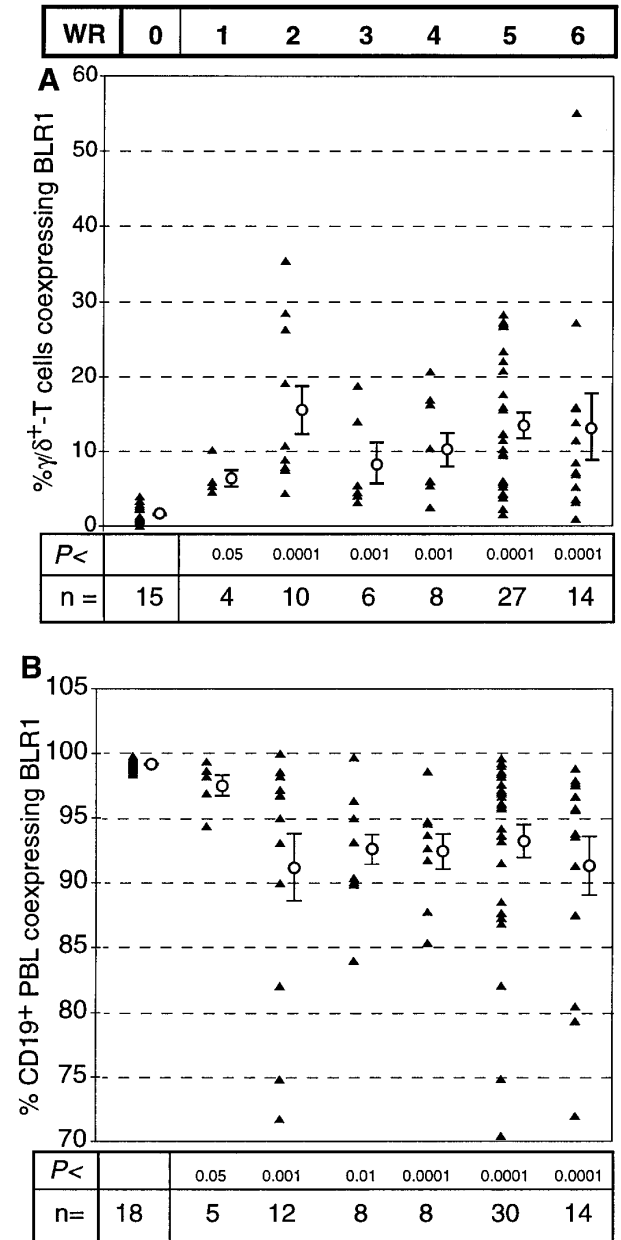 WR 0 1 2 3 4 5 6
A
%γ/δ+-T cells coexpressing BLR1
60
50
40
30
20
10
0
P< 0.05 0.0001 0.001 0.001 0.0001 0.0001
n = 15 4 10 6 8 27 14
B
% CD19+ PBL coexpressing BLR1
105
100
95
90
85
80
75
70
P< 0.05 0.001 0.01 0.0001 0.0001 0.0001
n= 18 5 12 8 8 30 14